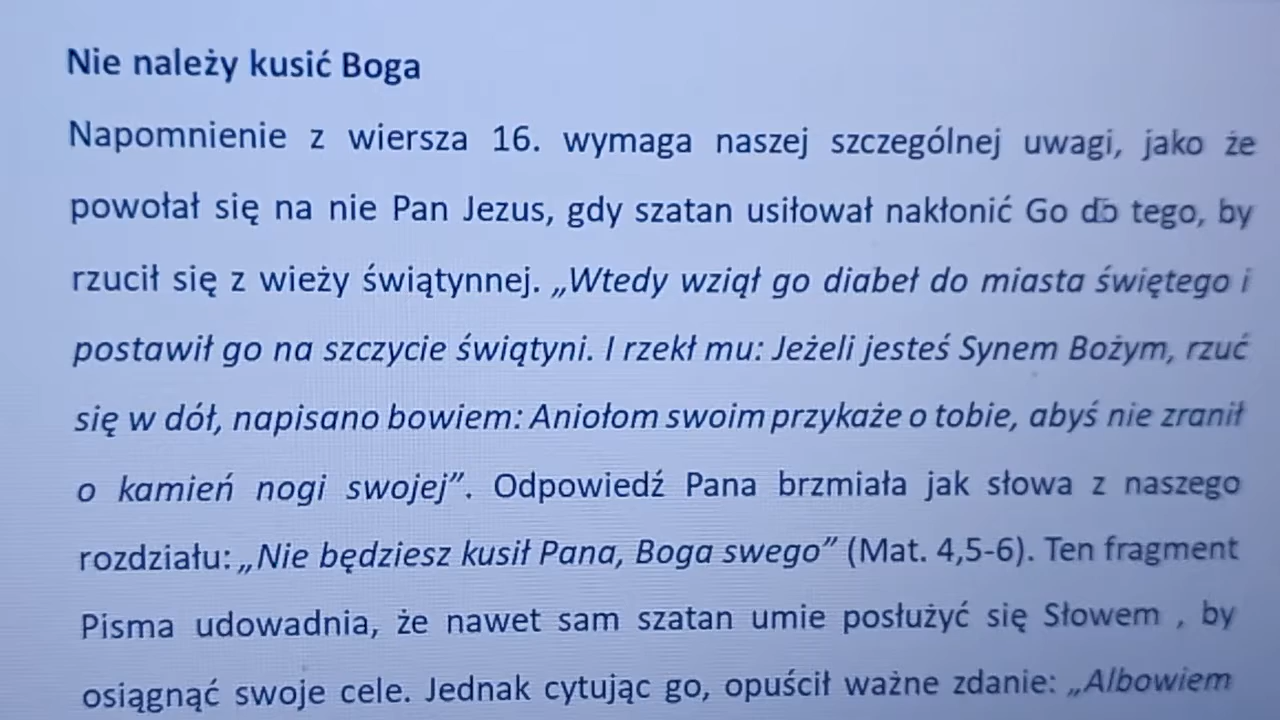 Nie należy kusić Boga
Napomnienie z wiersza 16. wymaga naszej szczególnej uwagi, jako że
powołał się na nie Pan Jezus, gdy szatan usiłował nakłonić Go do tego, by
rzucił się z wieży świątynnej. „Wtedy wziął go diabeł do miasta świętego i
postawił go na szczycie świątyni. I rzekł mu: Jeżeli jesteś Synem Bożym, rzuć
się w dół, napisano bowiem: Aniołom swoim przykaże o tobie, abyś nie zranił
o kamień nogi swojej”. Odpowiedź Pana brzmiała jak słowa z naszego
rozdziału: „Nie będziesz kusił Pana, Boga swego” (Mat. 4,5-6). Ten fragment
Pisma udowadnia, że nawet sam szatan umie posłużyć się Słowem , by
osiągnąć swoje cele. Jednak cytując go, opuścił ważne zdanie: „Albowiem